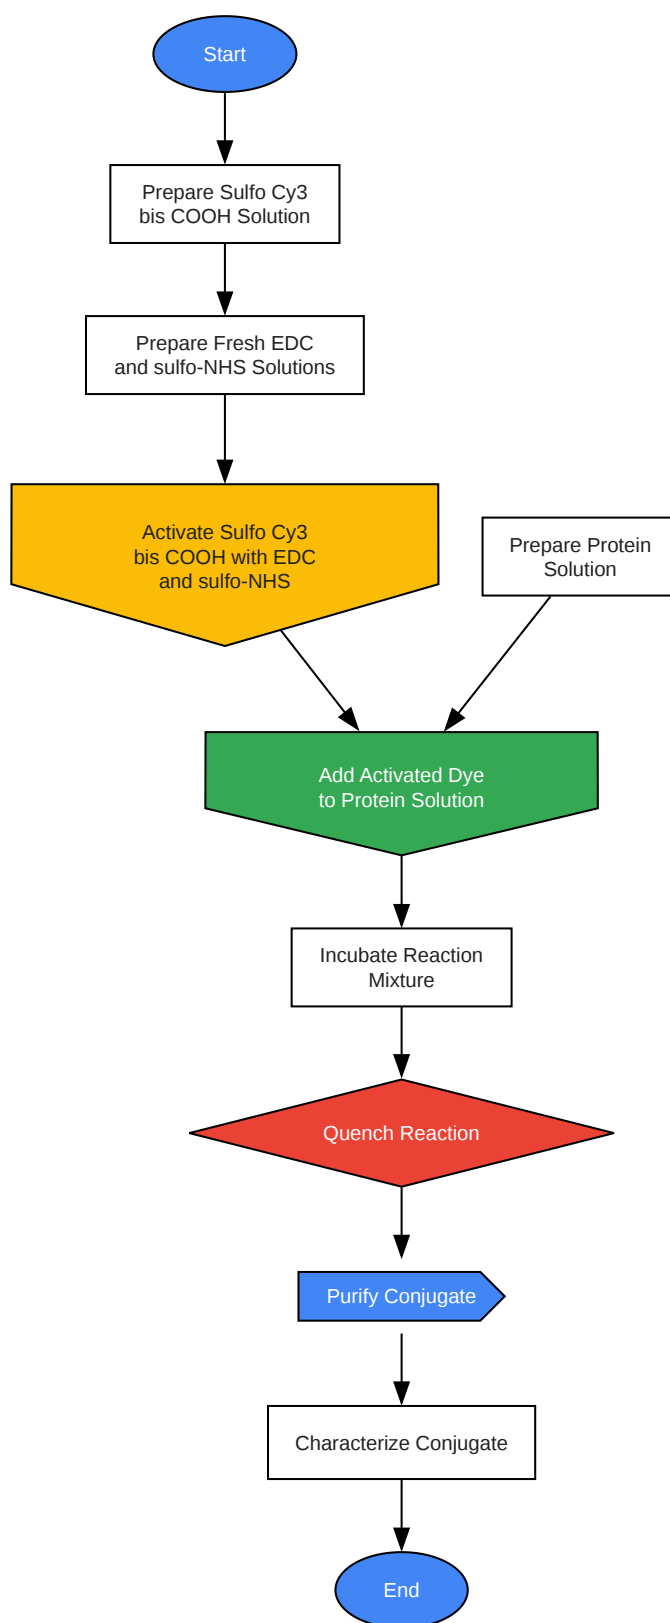 Start
Prepare Sulfo Cy3
bis COOH Solution
Prepare Fresh EDC
and sulfo-NHS Solutions
Activate Sulfo Cy3
bis COOH with EDC
and sulfo-NHS
Prepare Protein
Solution
Add Activated Dye
to Protein Solution
Incubate Reaction
Mixture
Quench Reaction
Purify Conjugate
Characterize Conjugate
End